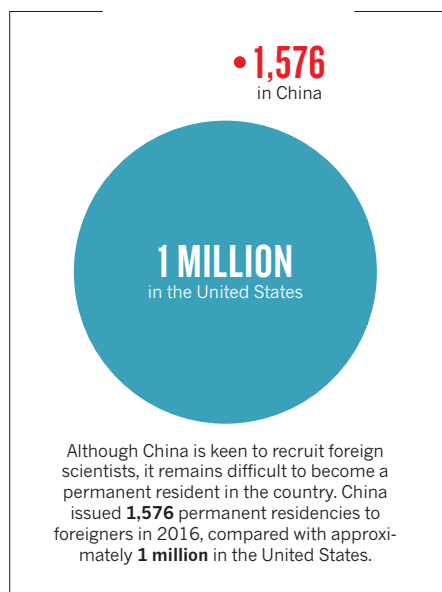 1,576
in China
1 MILLION
in the United States
Although China is keen to recruit foreign
scientists, it remains difficult to become a
permanent resident in the country. China
issued 1,576 permanent residencies to
foreigners in 2016, compared with approxi-
mately 1 million in the United States.